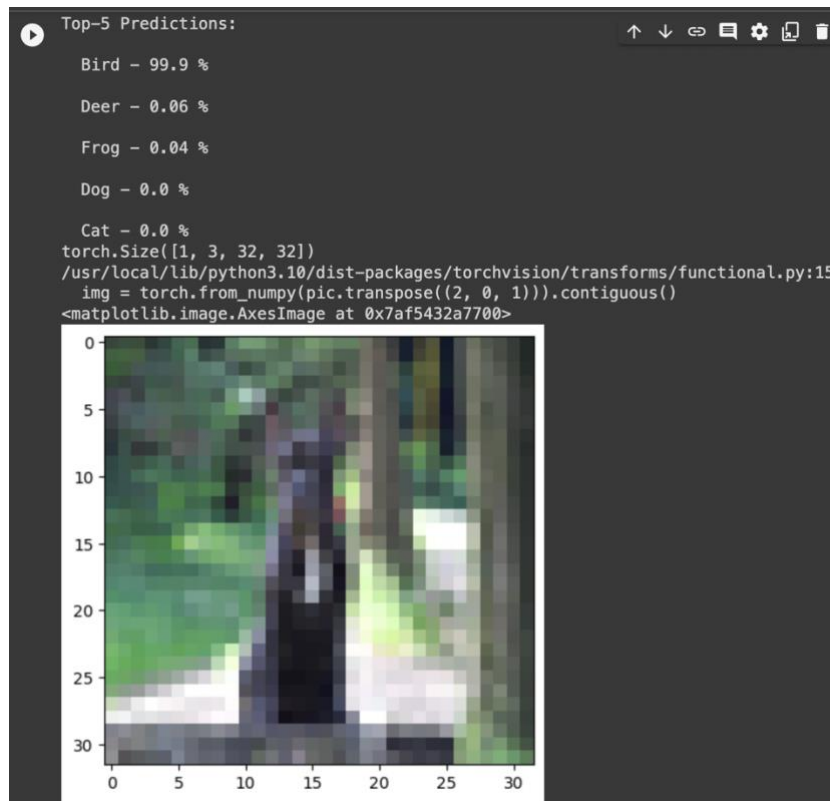 Top-5 Predictions:
Bird - 99.9 %
Deer - 0.06 %
Frog - 0.04 %
Dog - 0.0 %
Cat - 0.0 %
torch.Size([1, 3, 32, 32])
/usr/local/lib/python3.10/dist-packages/torchvision/transforms/functional.py:15
img = torch.from_numpy(pic.transpose((2, 0, 1))).contiguous()
<matplotlib.image.AxesImage at 0x7af5432a7700>
0
5
10
15
20
25
30
0 5 10 15 20 25 30